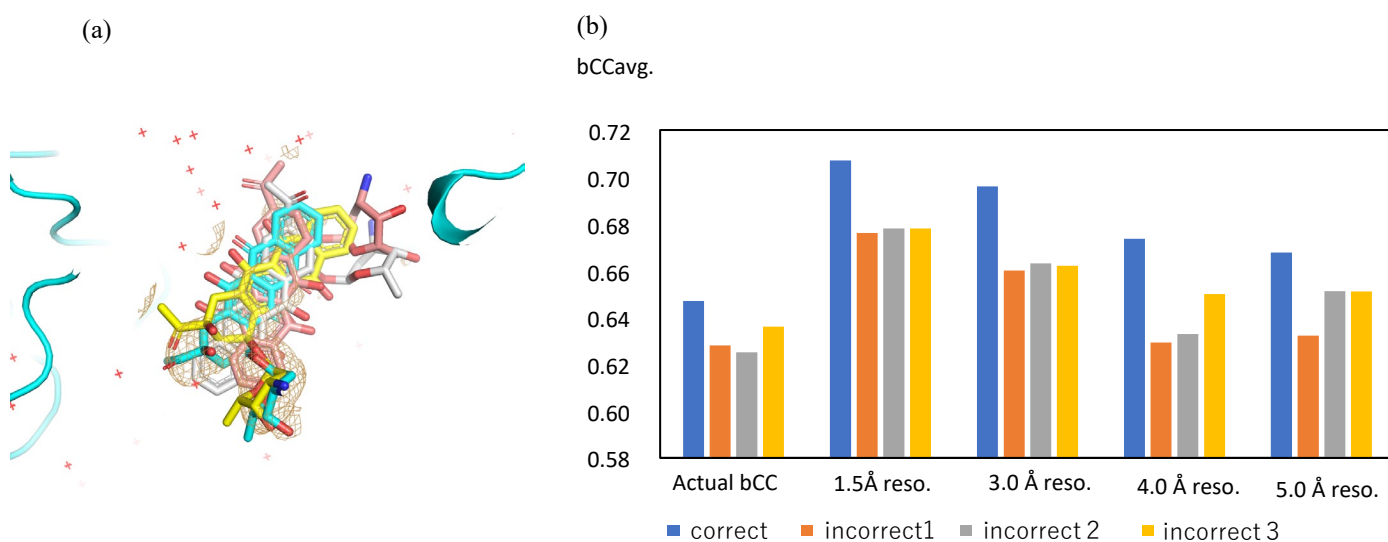 (a)
(b)
bCCavg.
0.72
0.70
0.68
0.66
0.64
0.62
0.60
0.58
Actual bCC 1.5Å reso. 3.0 Å reso. 4.0 Å reso. 5.0 Å reso.
correct incorrect1 incorrect 2 incorrect 3